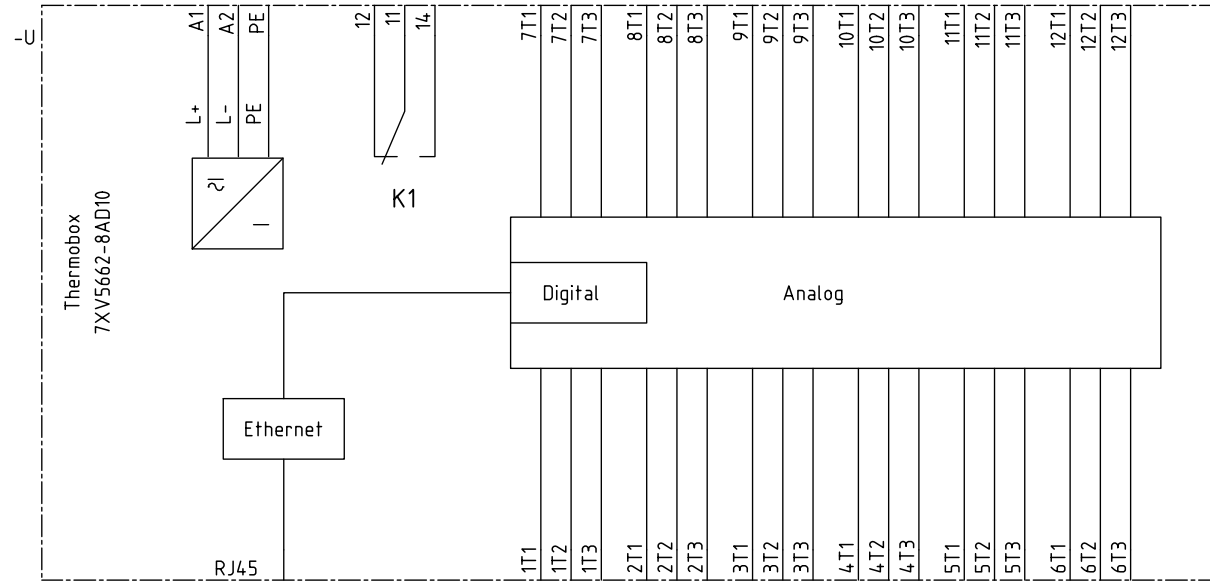 -U
A1
A2
PE
12
11
14
7T1
7T2
7T3
8T1
8T2
8T3
9T1
9T2
9T3
10T1
10T2
10T3
11T1
11T2
11T3
12T1
12T2
12T3
L+
L-
PE
K1
Thermobox
7XV5662-8AD10
Digital
Analog
Ethernet
RJ45
1T1
1T2
1T3
2T1
2T2
2T3
3T1
3T2
3T3
4T1
4T2
4T3
5T1
5T2
5T3
6T1
6T2
6T3